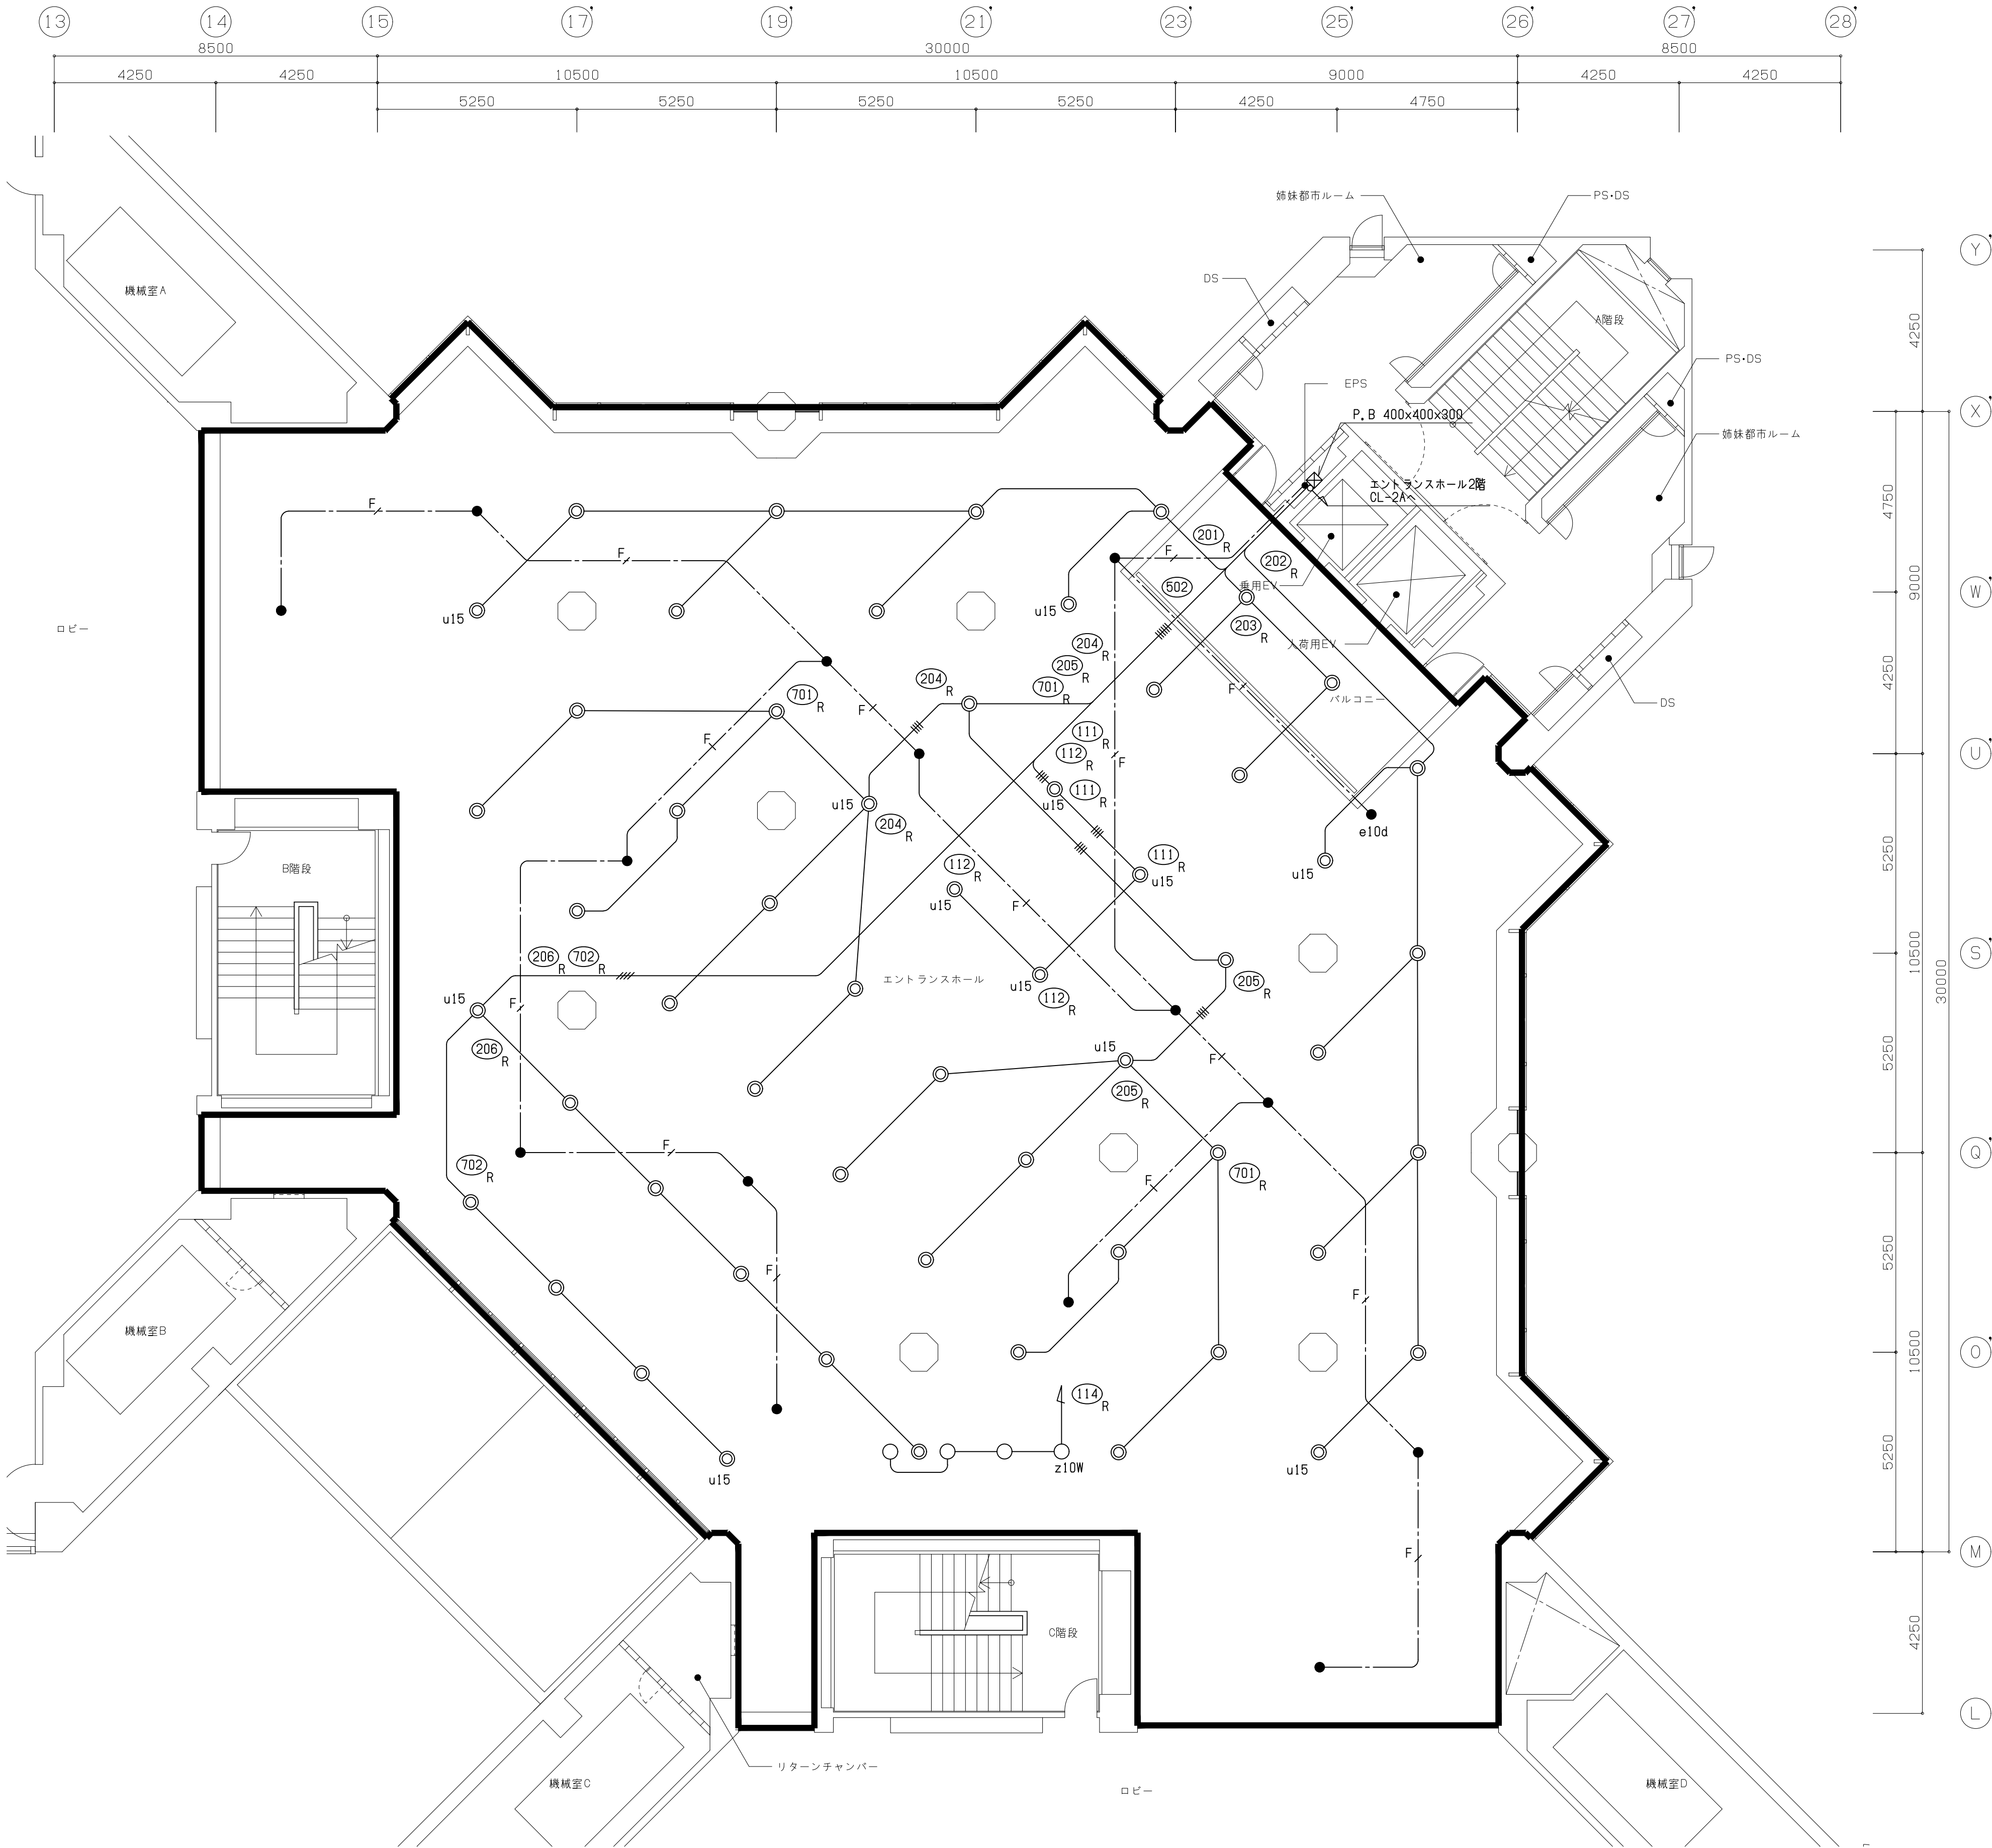 13 14 15 17' 19' 21' 23' 25' 26' 27' 28'
8500 30000 8500
4250 4250 10500 10500 9000 4250 4250
5250 5250 5250 5250 4250 4750
姉妹都市ルーム
PS・DS
Y'
DS
機械室A
A階段
4250
PS・DS
EPS
P.B 400x400x300
X'
姉妹都市ルーム
エントランスホール2階
CL-2Aへ
4750
F
201 R
F
F
202 R
502
乗用EV
9000
W'
u15
u15
ロビー
203 R
204 R
人荷用EV
205 R
204 R
701 R
701 R
F
4250
バルコニー
DS
F
F
111 R
112 R
F
U'
u15
u15
111 R
204 R
e10d
B階段
112 R
111 R
u15
u15
u15
5250
F
10500
206 R
702 R
S'
エントランスホール
u15
u15
205 R
30000
F
112 R
206 R
u15
F
5250
205 R
F
Q'
702 R
701 R
F
5250
F
F
機械室B
10500
O'
114 R
z10W
u15
u15
5250
F
M'
C階段
4250
L'
リターンチャンバー
機械室C
ロビー
機械室D